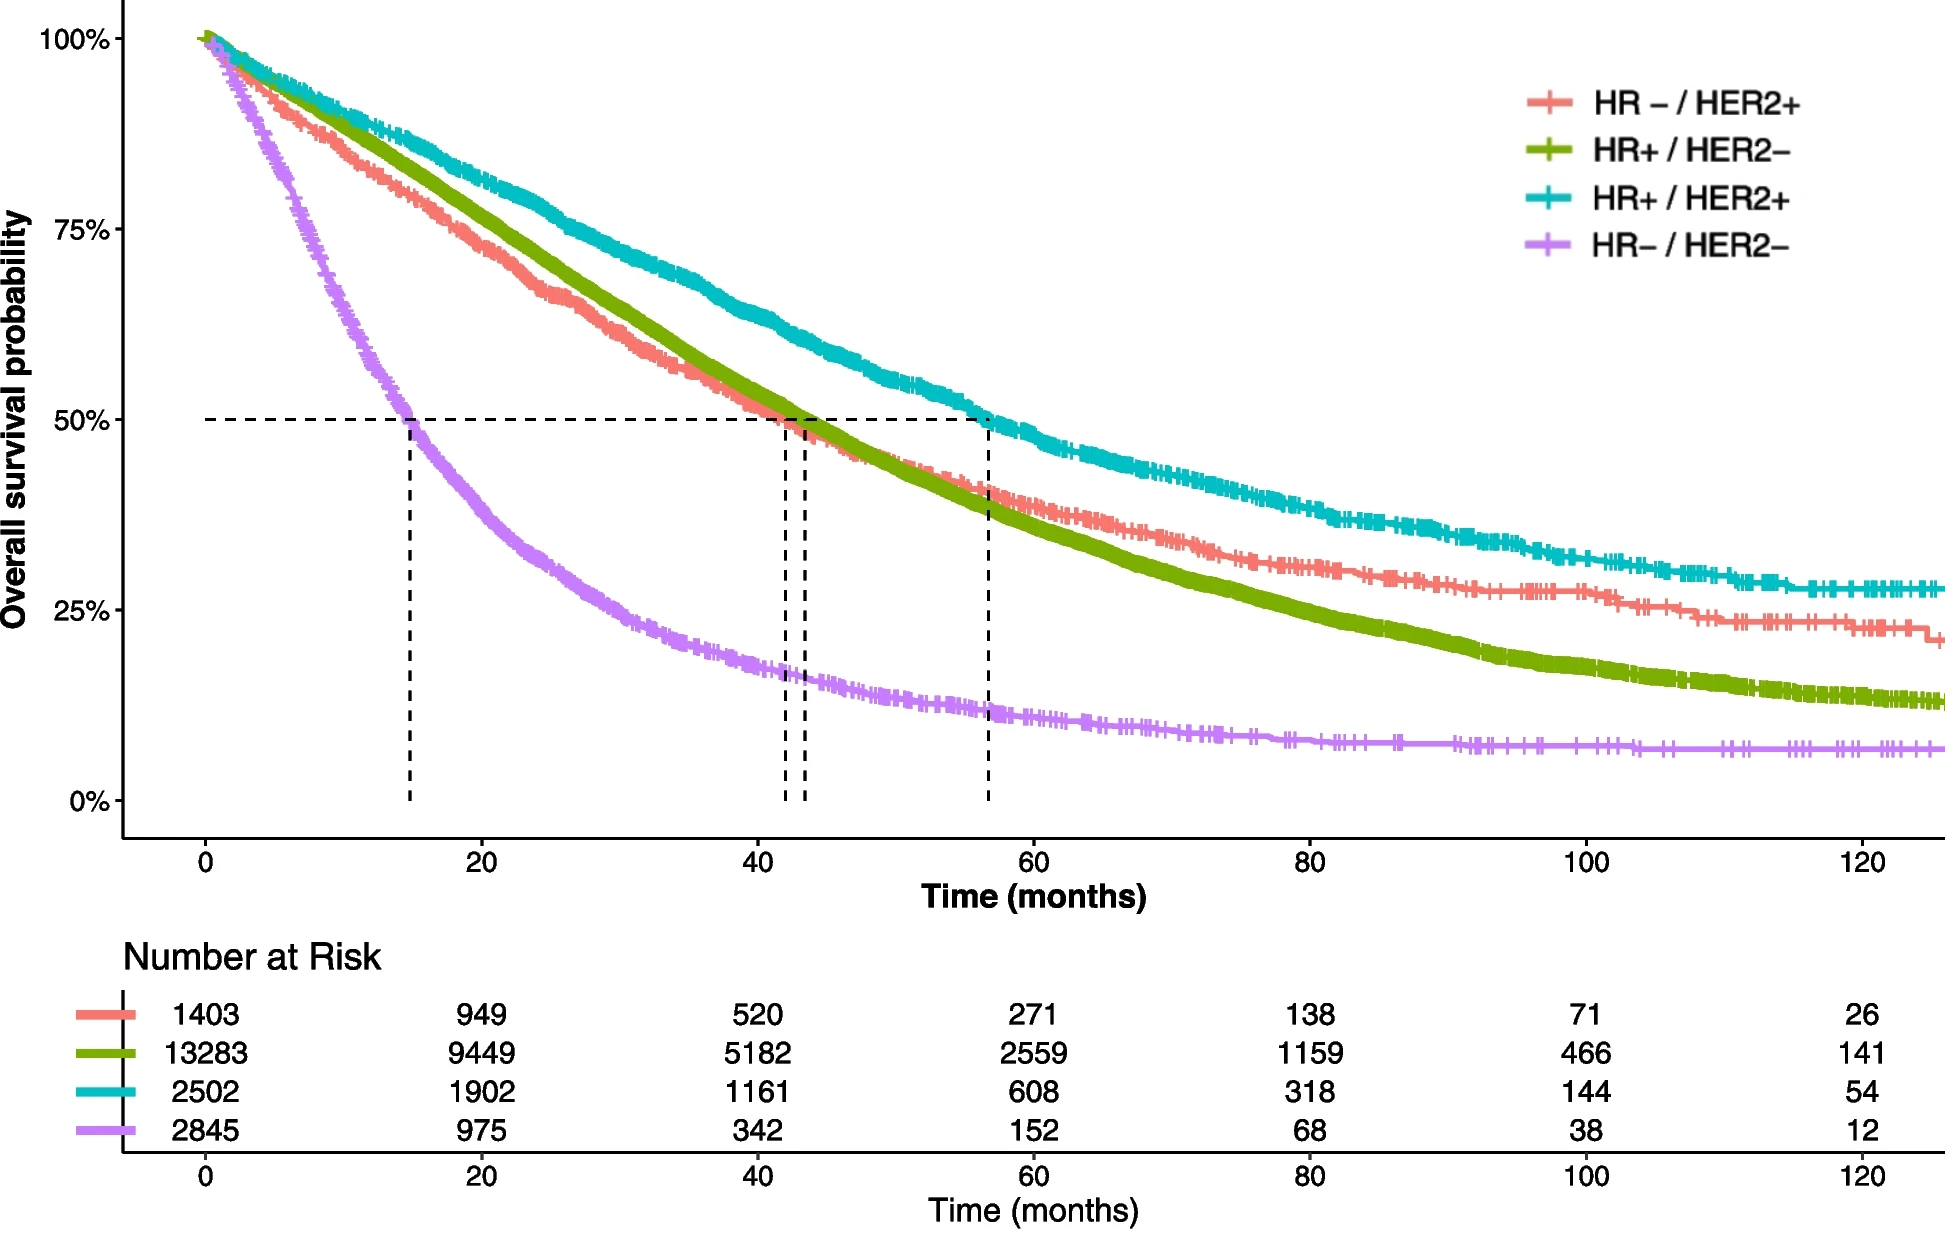 Overall survival probability
100%
75%
50%
25%
0%
HR – / HER2+
HR+ / HER2–
HR+ / HER2+
HR– / HER2–
0 20 40 60 80 100 120
Time (months)
Number at Risk
1403 949 520 271 138 71 26
13283 9449 5182 2559 1159 466 141
2502 1902 1161 608 318 144 54
2845 975 342 152 68 38 12
0 20 40 60 80 100 120
Time (months)